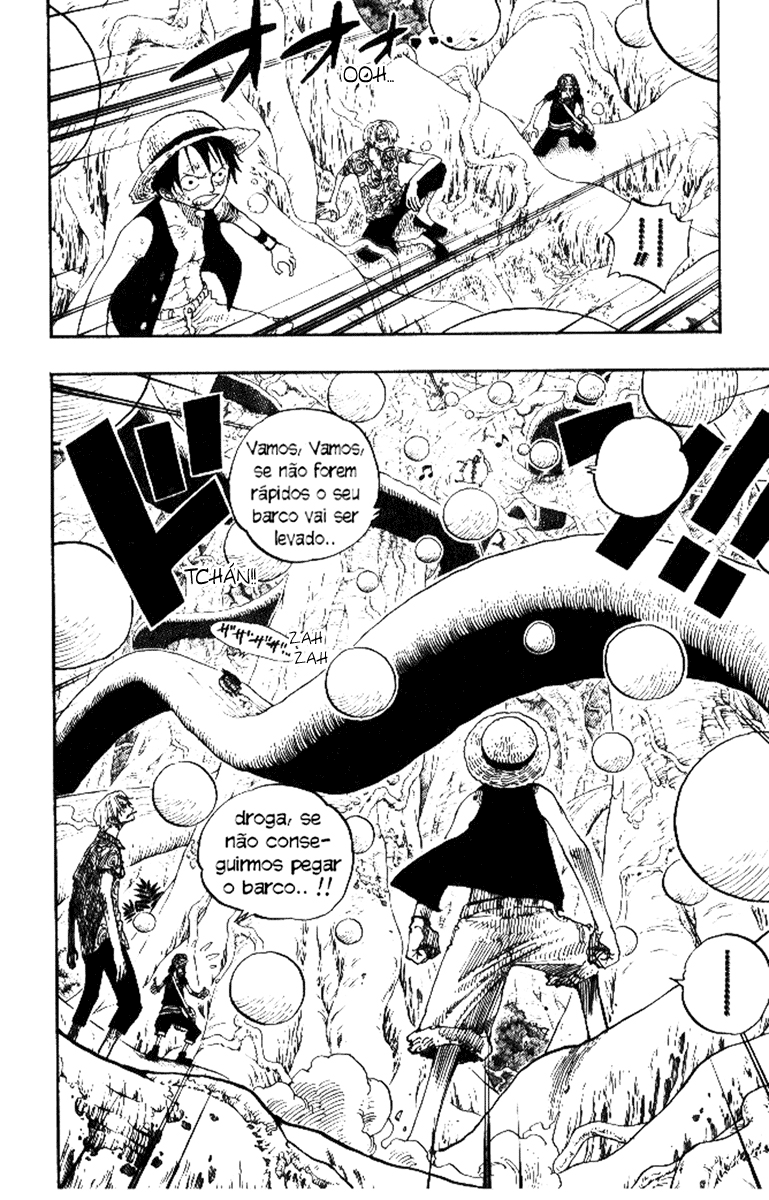 オオオ...
OOH...
........!!
Vamos, Vamos,
se não forem
rápidos o seu
barco vai ser
levado..
ドン!!
TCHÁN!!
ザザザザ...
ZAH
ZAH
droga, se
não conse-
guirmos pegar
o barco.. !!
..........